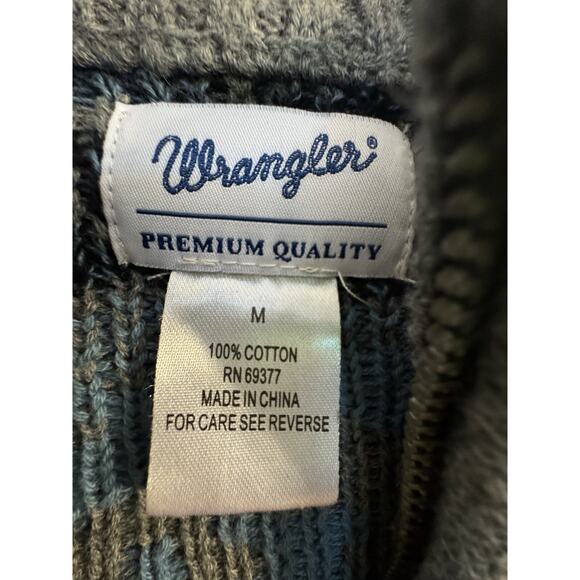 Wrangler®
PREMIUM QUALITY
M
100% COTTON
RN 69377
MADE IN CHINA
FOR CARE SEE REVERSE